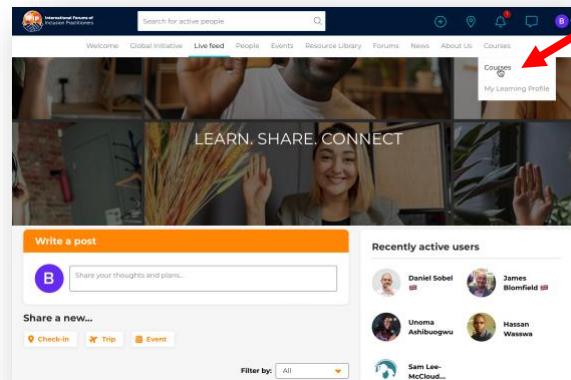 International Forums of
Inclusion Practitioners
Search for active people
B
Welcome Global Initiative Live feed People Events Resource Library Forums News About Us Courses
Courses
My Learning Profile
LEARN. SHARE. CONNECT
Write a post
B
Share your thoughts and plans...
Share a new...
Check-in Trip Event
Filter by: All
Recently active users
Daniel Sobel
James
Blomfield
Unoma
Ashibuogwu
Hassan
Wasswa
Sam Lee-
McCloud...